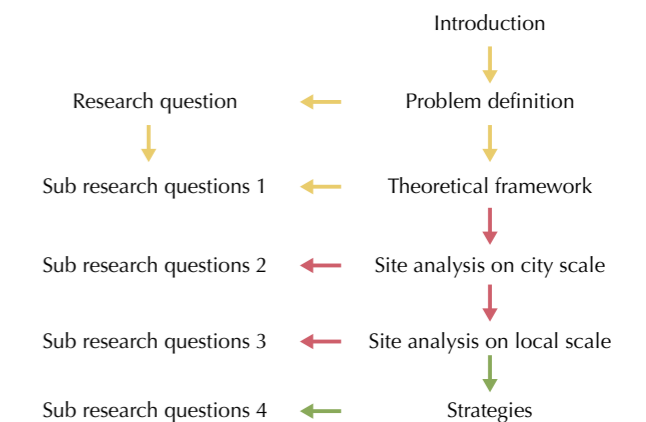 Introduction
Research question
Problem definition
Sub research questions 1
Theoretical framework
Sub research questions 2
Site analysis on city scale
Sub research questions 3
Site analysis on local scale
Sub research questions 4
Strategies